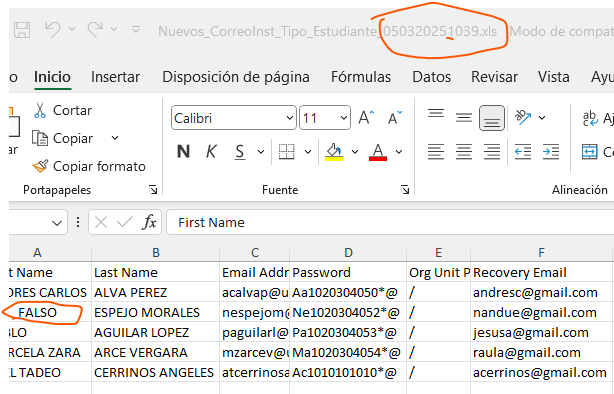 Nuevos_CorreoInst_Tipo_Estudiante_050320251039.xls Modo de compat
Inicio Insertar Disposición de página Fórmulas Datos Revisar Vista Ayu
Cortar
Copiar
Copiar formato
Portapapeles
Calibri 11 A A
N K S A
Fuente
ab Aj
Co
Alineación
fx First Name
A B C D E F
t Name Last Name Email Addr Password Org Unit P Recovery Email
ORES CARLOS ALVA PEREZ acalvap@u Aa1020304050*@ / andresc@gmail.com
FALSO ESPEJO MORALES nespejom@ Ne1020304052*@ / nandue@gmail.com
BLO AGUILAR LOPEZ paguilarl@ Pa1020304053*@ / jesusa@gmail.com
RCELA ZARA ARCE VERGARA mzarcev@u Ma1020304054*@ / raula@gmail.com
EL TADEO CERRINOS ANGELES atcerrinosa Ac1010101010*@ / acerrinos@gmail.com